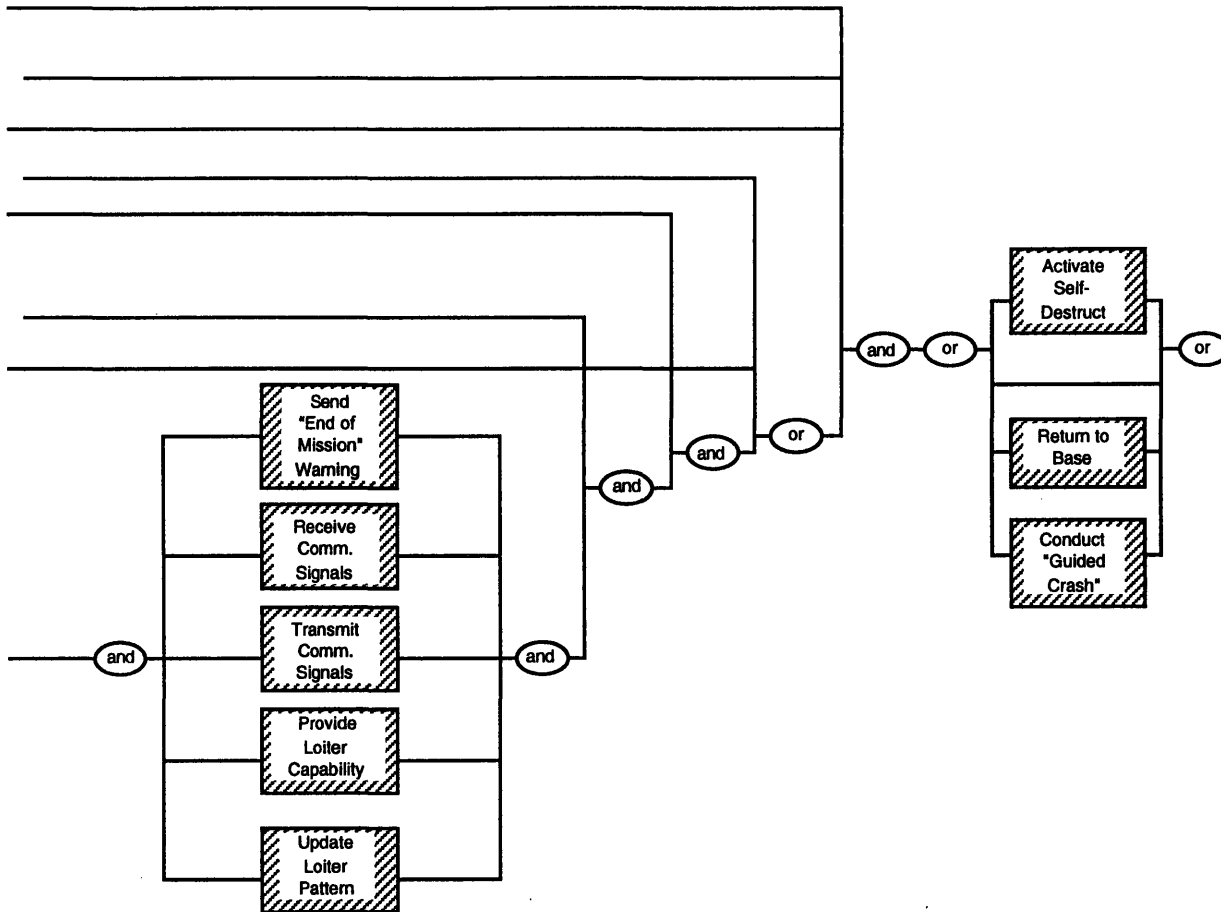 Activate
Self-
Destruct
and
or
or
Send
"End of
Mission"
Warning
Return to
Base
or
and
and
Receive
Comm.
Signals
Conduct
"Guided
Crash"
and
Transmit
Comm.
Signals
and
Provide
Loiter
Capability
Update
Loiter
Pattern
and